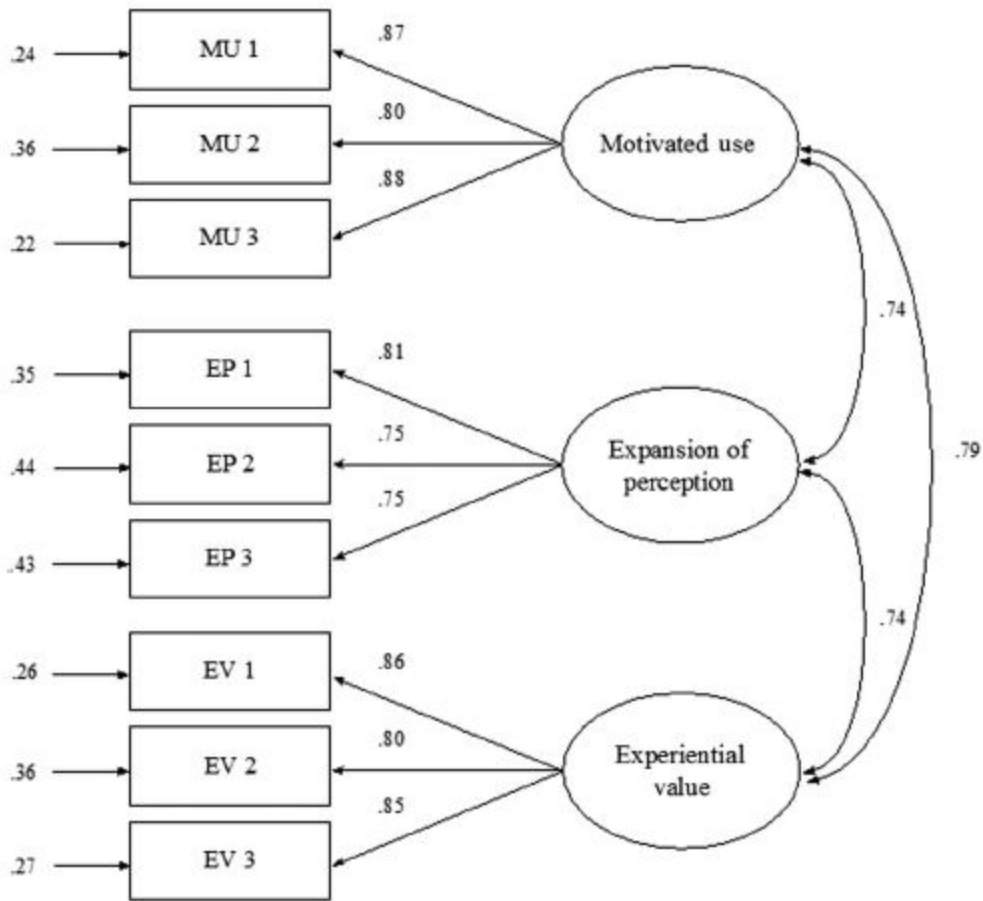 .24
MU 1
.87
.36
MU 2
.80
.22
MU 3
.88
Motivated use
.74
.79
.35
EP 1
.81
.44
EP 2
.75
.43
EP 3
.75
Expansion of
perception
.74
.26
EV 1
.86
.36
EV 2
.80
.27
EV 3
.85
Experiential
value